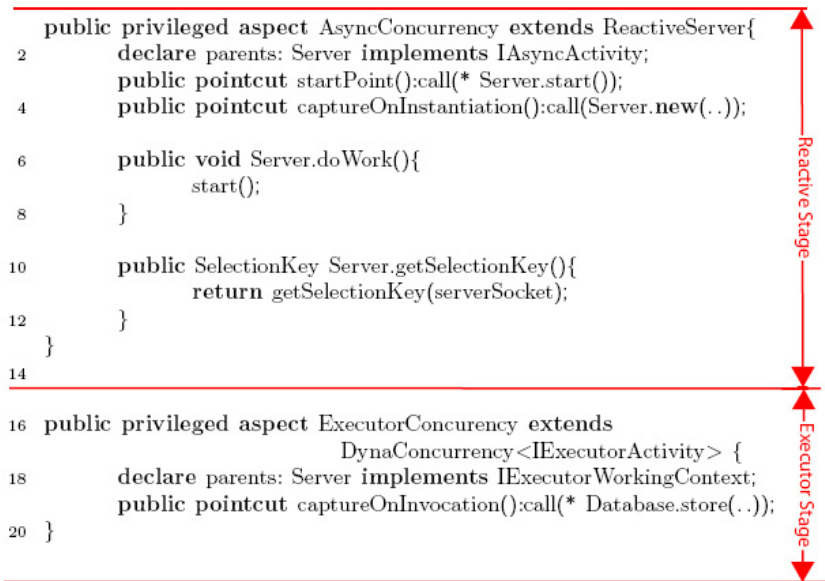 public privileged aspect AsyncConcurrency extends ReactiveServer{
2 declare parents: Server implements IAsyncActivity;
public pointcut startPoint():call(* Server.start());
4 public pointcut captureOnInstantiation():call(Server.new(..));
6 public void Server.doWork(){
start();
8 }
10 public SelectionKey Server.getSelectionKey(){
return getSelectionKey(serverSocket);
12 }
}
14
Reactive Stage
16 public privileged aspect ExecutorConcurency extends
DynaConcurrency<IExecutorActivity> {
18 declare parents: Server implements IExecutorWorkingContext;
public pointcut captureOnInvocation():call(* Database.store(..));
20 }
Executor Stage